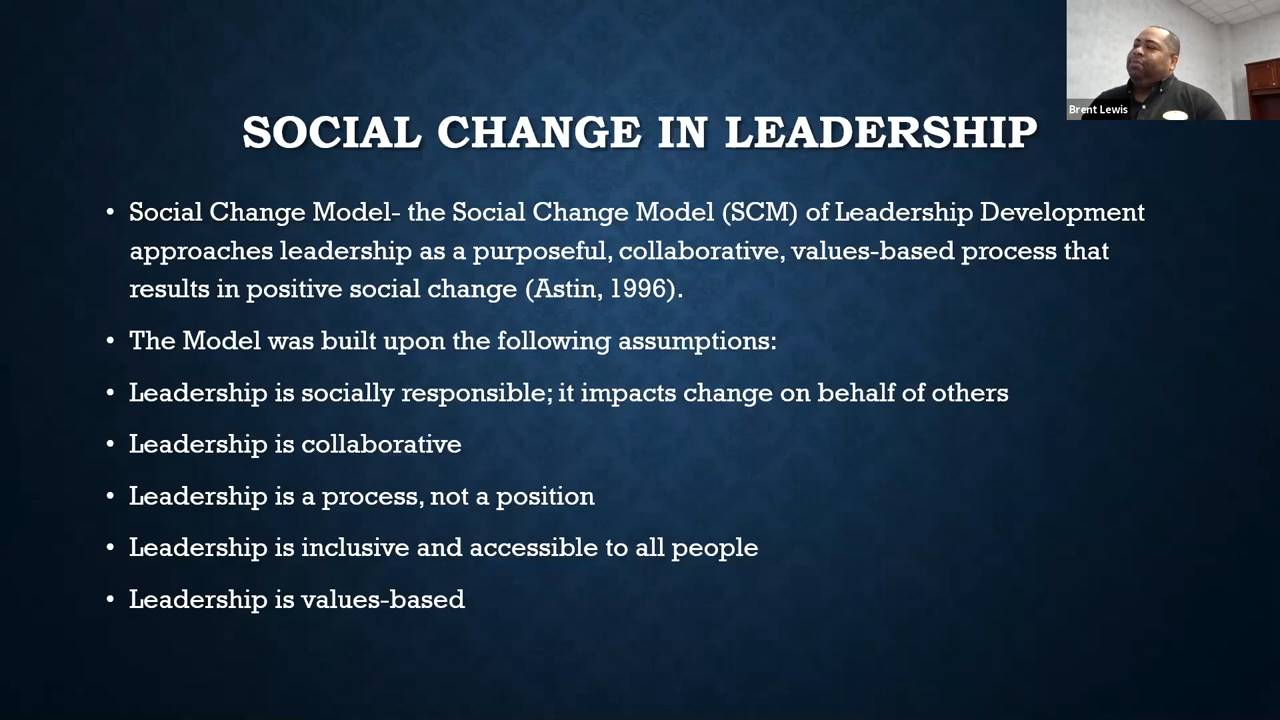 SOCIAL CHANGE IN LEADERSHIP
Brent Lewis
• Social Change Model- the Social Change Model (SCM) of Leadership Development
approaches leadership as a purposeful, collaborative, values-based process that
results in positive social change (Astin, 1996).
• The Model was built upon the following assumptions:
• Leadership is socially responsible; it impacts change on behalf of others
• Leadership is collaborative
• Leadership is a process, not a position
• Leadership is inclusive and accessible to all people
• Leadership is values-based